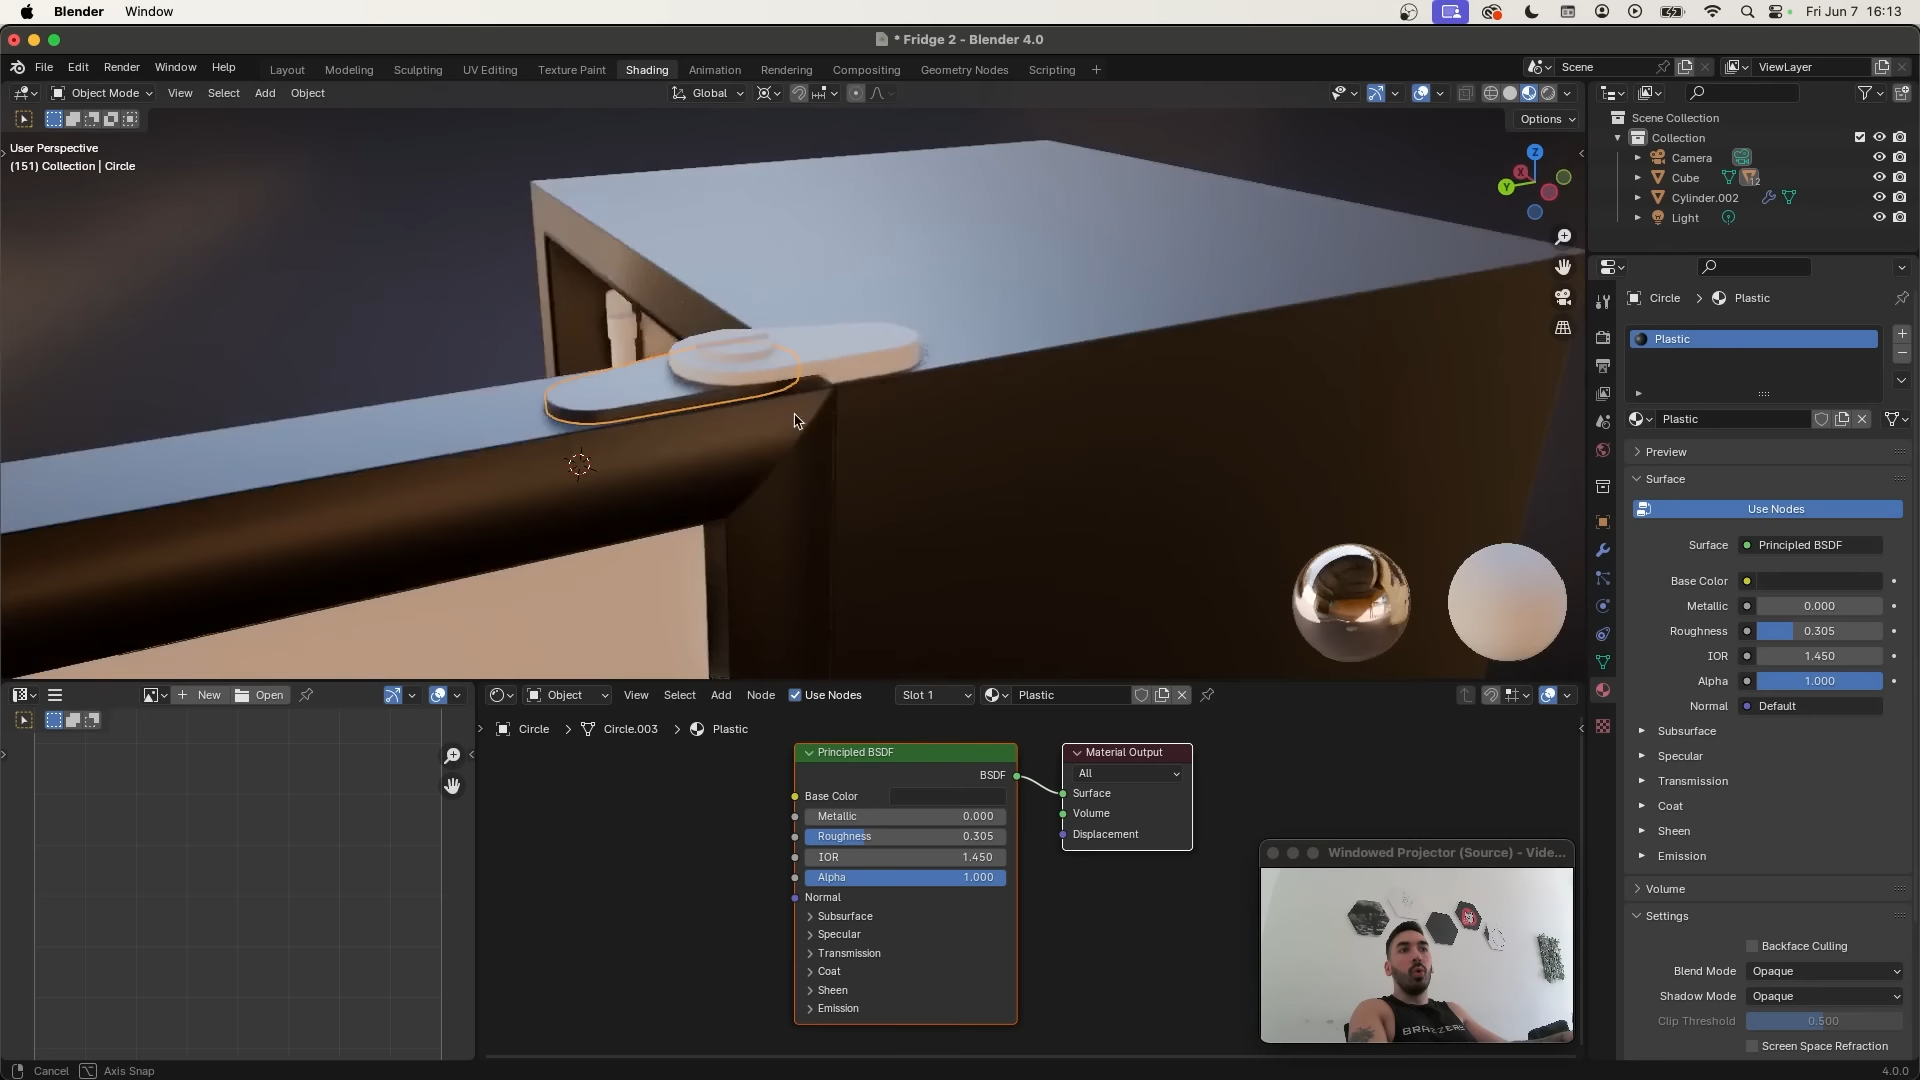 Blender Window Fri Jun 7 16:13
* Fridge 2 - Blender 4.0
File Edit Render Window Help Layout Modeling Sculpting UV Editing Texture Paint Shading Animation Rendering Compositing Geometry Nodes Scripting + Scene ViewLayer
Object Mode View Select Add Object Global
Options
User Perspective
(151) Collection | Circle
Z
X
Y
Scene Collection
Collection
Camera
Cube 12
Cylinder.002
Light
Circle > Plastic
Plastic
Plastic
Preview
Surface
Use Nodes
Surface Principled BSDF
Base Color
Metallic 0.000
Roughness 0.305
IOR 1.450
Alpha 1.000
Normal Default
Subsurface
Specular
Transmission
Coat
Sheen
Emission
Volume
Settings
Backface Culling
Blend Mode Opaque
Shadow Mode Opaque
Clip Threshold 0.500
Screen Space Refraction
New Open
Object View Select Add Node Use Nodes Slot 1 Plastic
Circle > Circle.003 > Plastic
Principled BSDF
BSDF
Base Color
Metallic 0.000
Roughness 0.305
IOR 1.450
Alpha 1.000
Normal
Subsurface
Specular
Transmission
Coat
Sheen
Emission
Material Output
All
Surface
Volume
Displacement
Windowed Projector (Source) - Vide...
BRAZZERS
Cancel Axis Snap 4.0.0